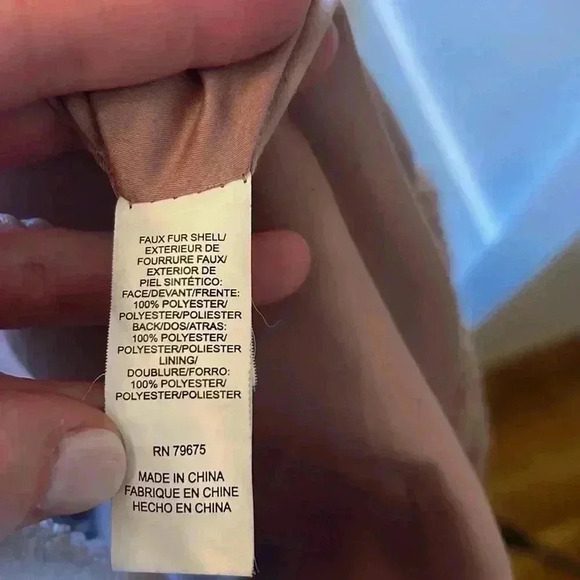 FAUX FUR SHELL/
EXTERIEUR DE
FOURRURE FAUX/
EXTERIOR DE
PIEL SINTÉTICO:
FACE/DEVANT/FRENTE:
100% POLYESTER/
POLYESTER/POLIESTER
BACK/DOS/ATRAS:
100% POLYESTER/
POLYESTER/POLIESTER
LINING/
DOUBLURE/FORRO:
100% POLYESTER/
POLYESTER/POLIESTER
RN 79675
MADE IN CHINA
FABRIQUE EN CHINE
HECHO EN CHINA